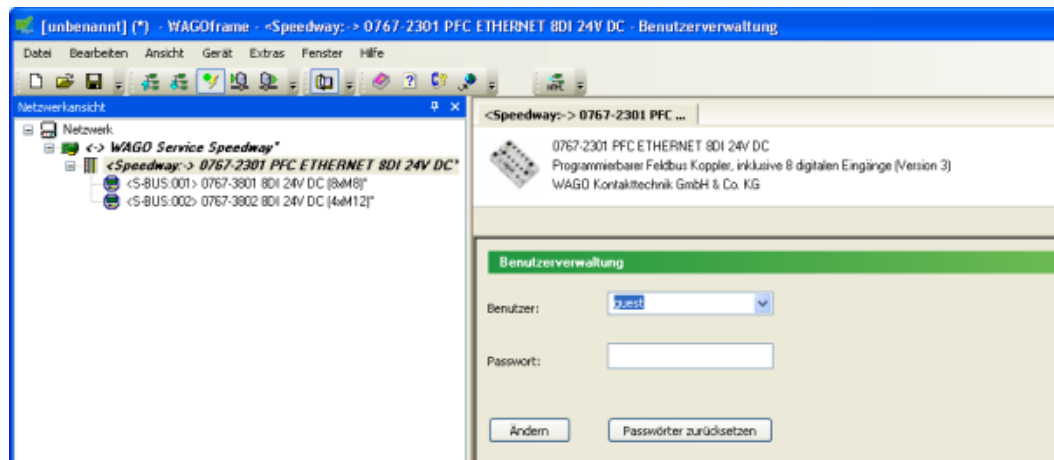 [unbenannt] (*) - WAGOframe - <Speedway:-> 0767-2301 PFC ETHERNET 8DI 24V DC - Benutzerverwaltung
Datei Bearbeiten Ansicht Gerät Extras Fenster Hilfe
Netzwerkansicht
Netzwerk
<-> WAGO Service Speedway*
<Speedway:-> 0767-2301 PFC ETHERNET 8DI 24V DC*
<S-BUS:001> 0767-3801 8DI 24V DC (8xM8)*
<S-BUS:002> 0767-3802 8DI 24V DC (4xM12)*
<Speedway:-> 0767-2301 PFC ...
0767-2301 PFC ETHERNET 8DI 24V DC
Programmierbarer Feldbus Koppler, inklusive 8 digitalen Eingänge (Version 3)
WAGO Kontakttechnik GmbH & Co. KG
Benutzerverwaltung
Benutzer: guest
Passwort:
Ändern Passwörter zurücksetzen